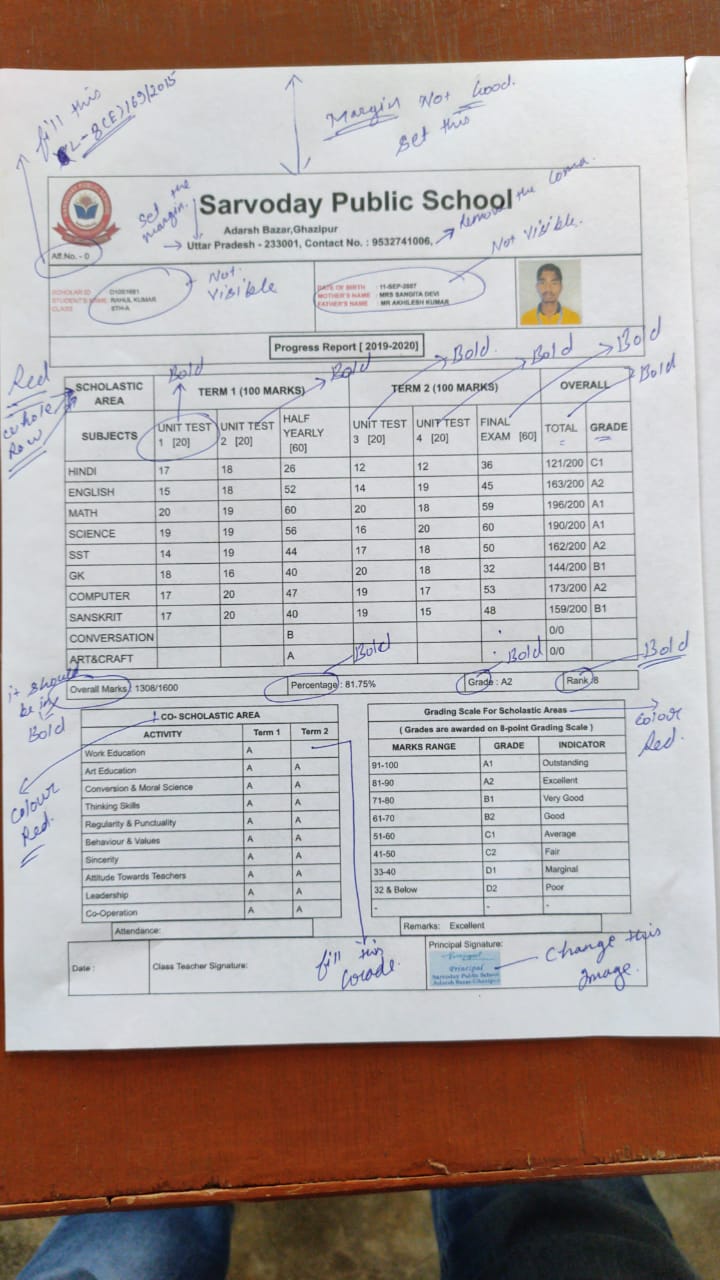 fill this
L-8(E)169/2015
Margin Not Good.
Set this
Set the margin.
Sarvoday Public School
Adarsh Bazar,Ghazipur
Uttar Pradesh - 233001, Contact No. : 9532741006,
Remove the Coma.
Aff.No. - 0
SCHOLAR ID
STUDENT'S NAME : RAHUL KUMAR
CLASS 8TH-A
Not Visible
DATE OF BIRTH : 11-SEP-2007
MOTHER'S NAME : MRS SANGITA DEVI
FATHER'S NAME : MR AKHILESH KUMAR
Not Visible.
Progress Report [ 2019-2020]
Red whole Row
Bold Bold Bold. Bold Bold Bold
SCHOLASTIC AREA TERM 1 (100 MARKS) TERM 2 (100 MARKS) OVERALL
SUBJECTS UNIT TEST 1 [20] UNIT TEST 2 [20] HALF YEARLY [60] UNIT TEST 3 [20] UNIT TEST 4 [20] FINAL EXAM [60] TOTAL GRADE
HINDI 17 18 26 12 12 36 121/200 C1
ENGLISH 15 18 52 14 19 45 163/200 A2
MATH 20 19 60 20 18 59 196/200 A1
SCIENCE 19 19 56 16 20 60 190/200 A1
SST 14 19 44 17 18 50 162/200 A2
GK 18 16 40 20 18 32 144/200 B1
COMPUTER 17 20 47 19 17 53 173/200 A2
SANSKRIT 17 20 40 19 15 48 159/200 B1
CONVERSATION B 0/0
ART&CRAFT A 0/0
it should be in Bold
Bold Bold Bold
Overall Marks : 1308/1600 Percentage : 81.75% Grade : A2 Rank :8
CO- SCHOLASTIC AREA
Colour Red.
ACTIVITY Term 1 Term 2
Work Education A
Art Education A A
Conversion & Moral Science A A
Thinking Skills A A
Regularity & Punctuality A A
Behaviour & Values A A
Sincerity A A
Attitude Towards Teachers A A
Leadership A A
Co-Operation A A
Attendance:
Grading Scale For Scholastic Areas
Colour Red.
( Grades are awarded on 8-point Grading Scale )
MARKS RANGE GRADE INDICATOR
91-100 A1 Outstanding
81-90 A2 Excellent
71-80 B1 Very Good
61-70 B2 Good
51-60 C1 Average
41-50 C2 Fair
33-40 D1 Marginal
32 & Below D2 Poor
- - -
Remarks: Excellent
Date : Class Teacher Signature:
fill this Grade.
Principal Signature:
Principal
Sarvoday Public School
Adarsh Bazar-Ghazipur
Change this Image.